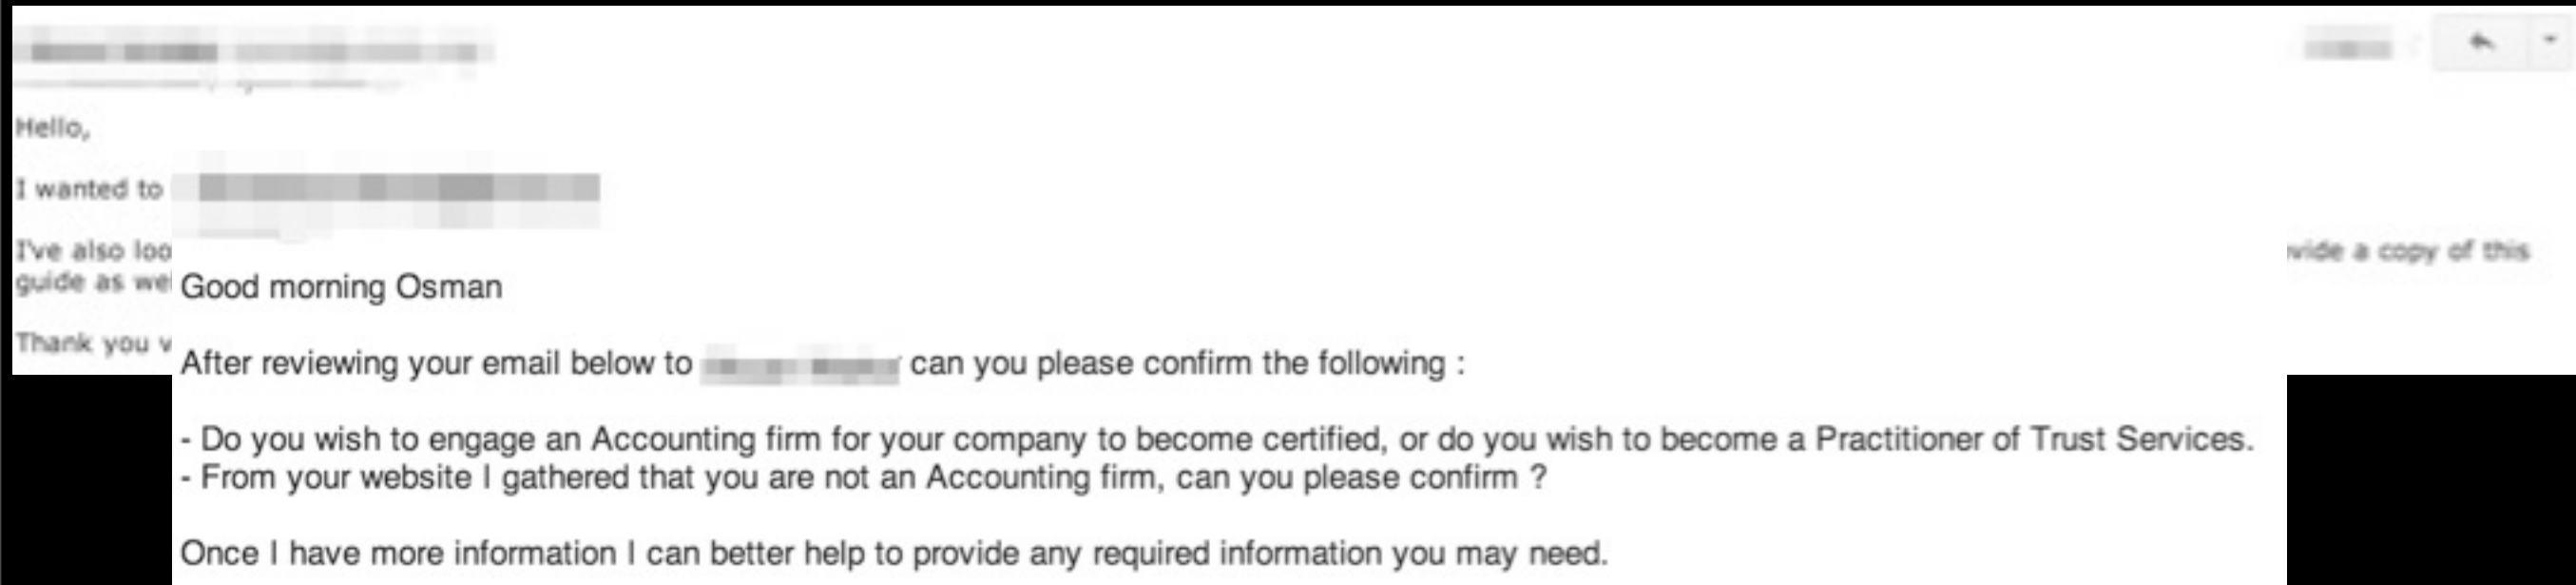 Hello,
I wanted to
I've also loo
vide a copy of this
guide as we
Thank you v
Good morning Osman
After reviewing your email below to can you please confirm the following :
- Do you wish to engage an Accounting firm for your company to become certified, or do you wish to become a Practitioner of Trust Services.
- From your website I gathered that you are not an Accounting firm, can you please confirm ?
Once I have more information I can better help to provide any required information you may need.